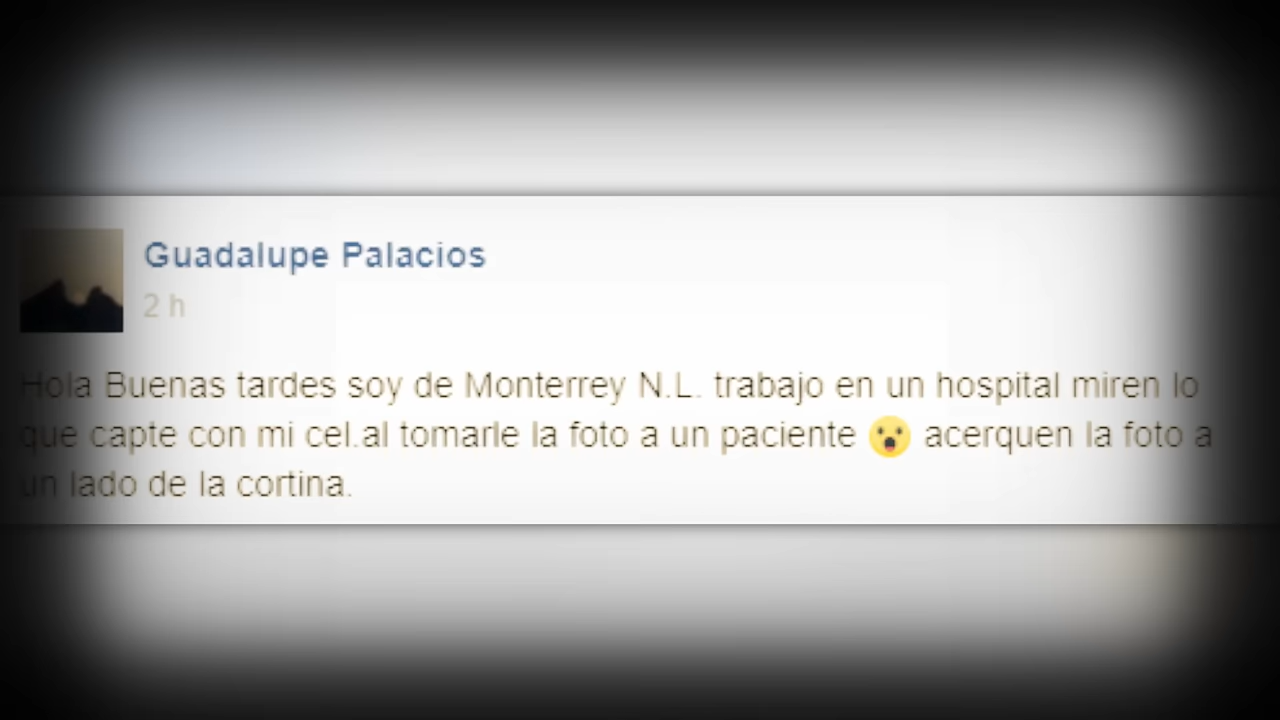 Guadalupe Palacios
2 h
Hola Buenas tardes soy de Monterrey N.L. trabajo en un hospital miren lo
que capte con mi cel.al tomarle la foto a un paciente 😮 acerquen la foto a
un lado de la cortina.